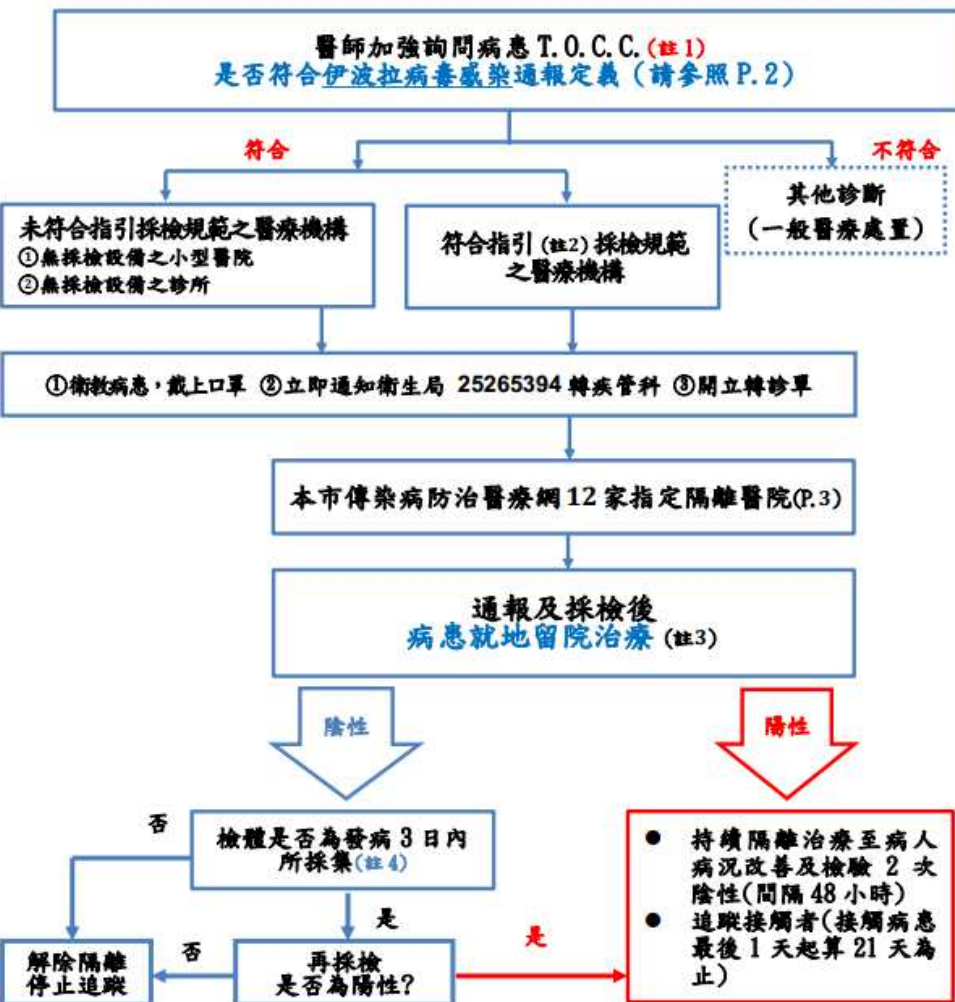 醫師加強詢問病患 T.O.C.C.(註1)
是否符合伊波拉病毒感染通報定義（請參照P.2）
符合
不符合
未符合指引採檢規範之醫療機構
①無採檢設備之小型醫院
②無採檢設備之診所
符合指引(註2)採檢規範
之醫療機構
其他診斷
(一般醫療處置)
①衛教病患，戴上口罩 ②立即通知衛生局 25265394 轉疾管科 ③開立轉診單
本市傳染病防治醫療網12家指定隔離醫院(P.3)
通報及採檢後
病患就地留院治療 (註3)
陰性
陽性
否
檢體是否為發病3日內
所採集(註4)
是
否
解除隔離
停止追蹤
再採檢
是否為陽性?
是
● 持續隔離治療至病人
病況改善及檢驗 2 次
陰性(間隔48小時)
● 追蹤接觸者(接觸病患
最後1天起算21天為
止)